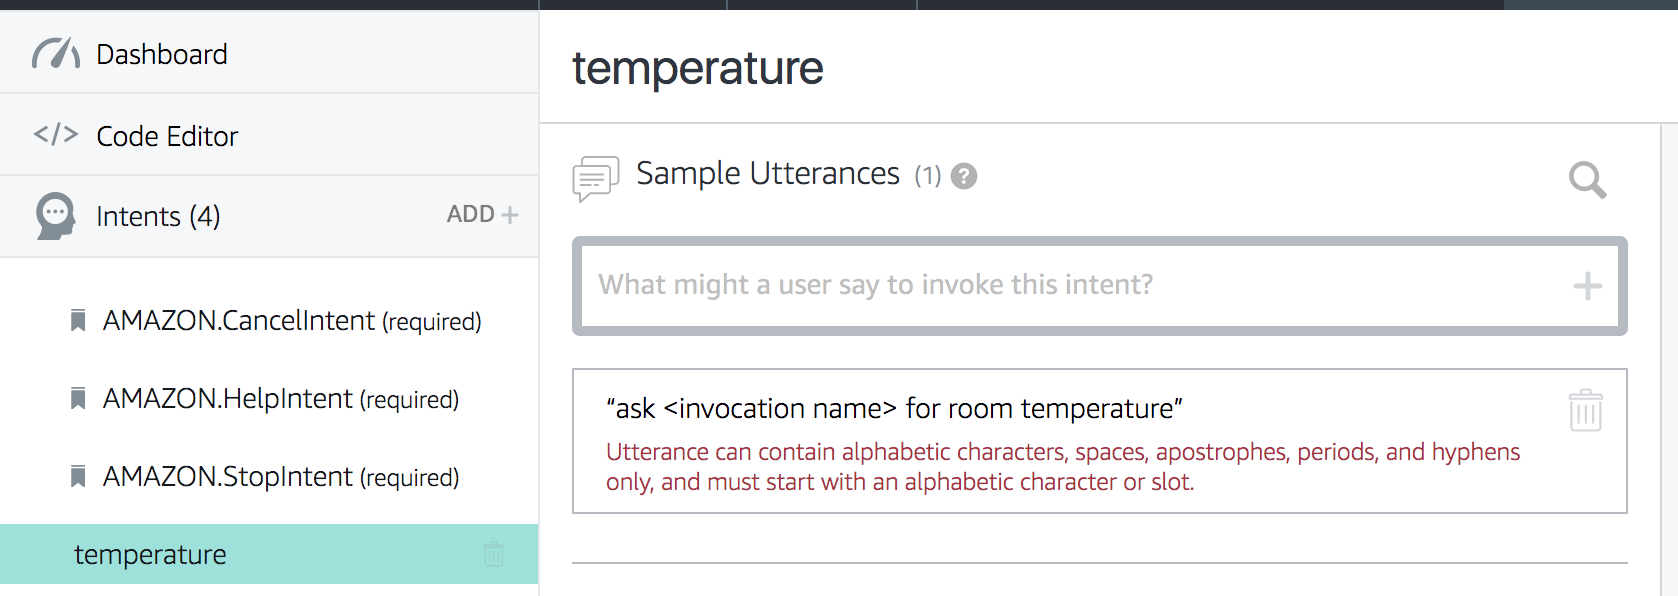 Dashboard
</> Code Editor
Intents (4) ADD +
AMAZON.CancelIntent (required)
AMAZON.HelpIntent (required)
AMAZON.StopIntent (required)
temperature
temperature
Sample Utterances (1) ?
What might a user say to invoke this intent? +
“ask <invocation name> for room temperature”
Utterance can contain alphabetic characters, spaces, apostrophes, periods, and hyphens
only, and must start with an alphabetic character or slot.